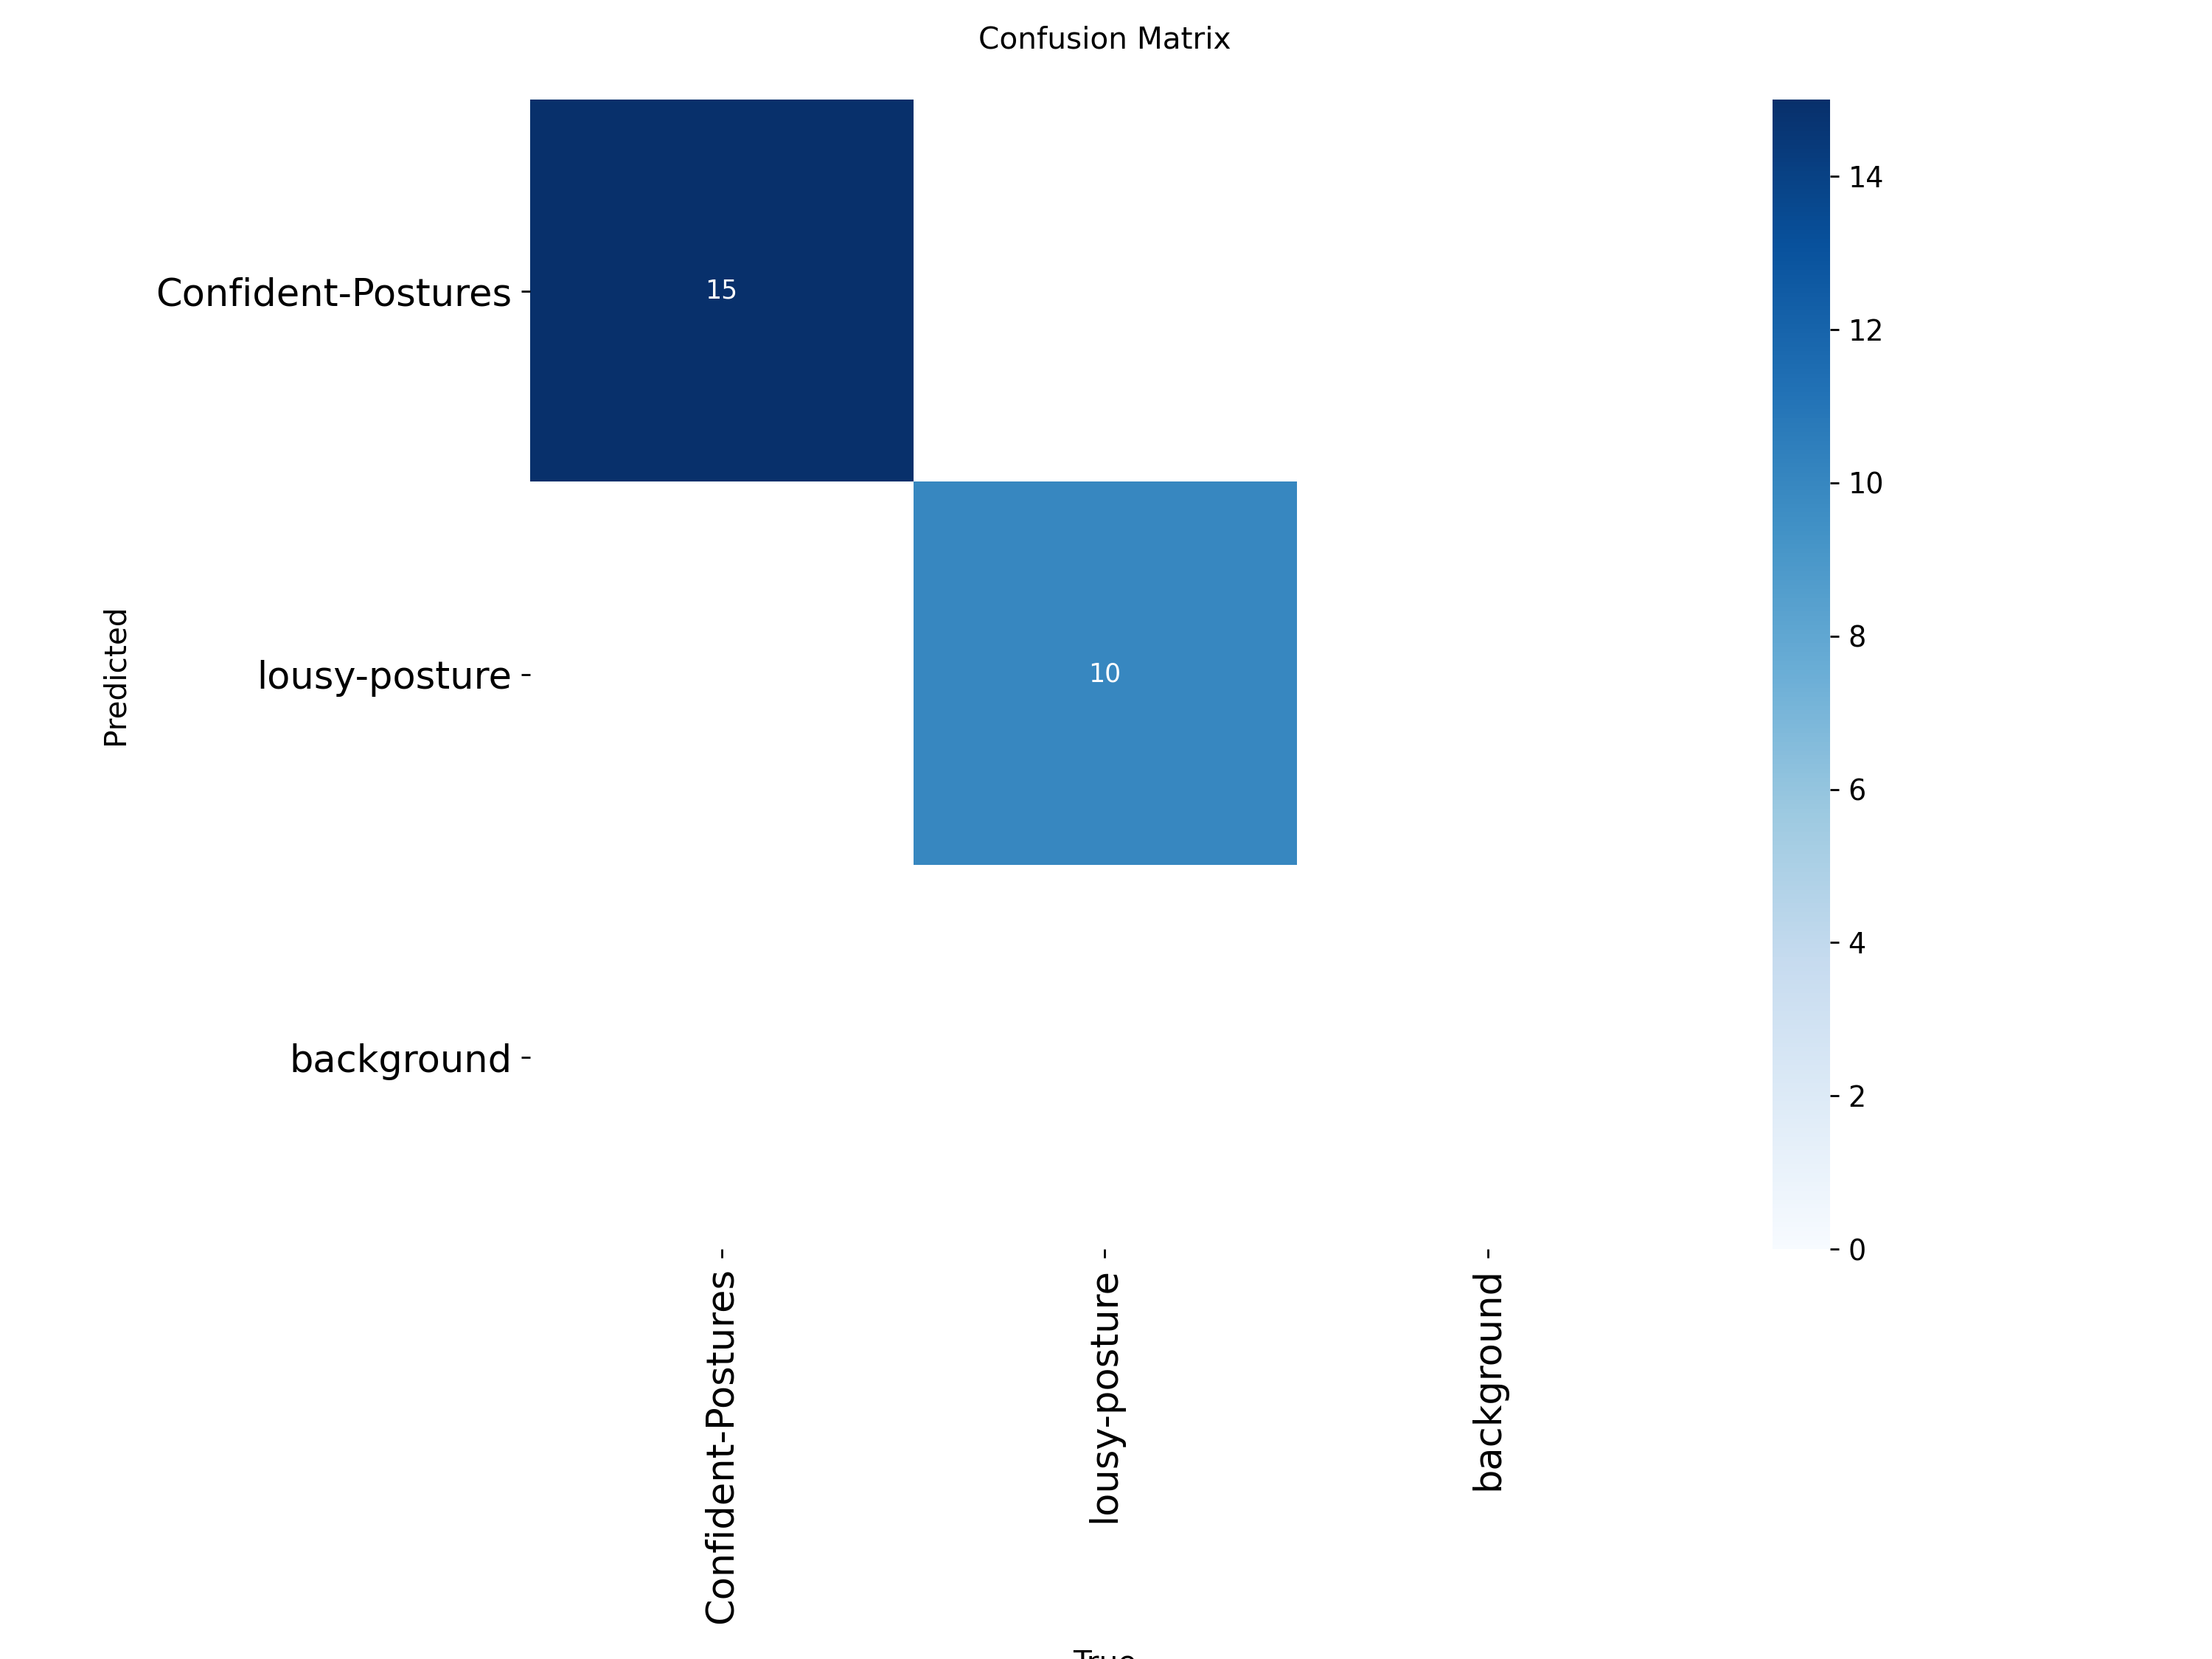 Confusion Matrix
Confident-Postures
15
14
12
10
8
6
4
2
0
lousy-posture
10
Predicted
background
Confident-Postures
lousy-posture
background
True